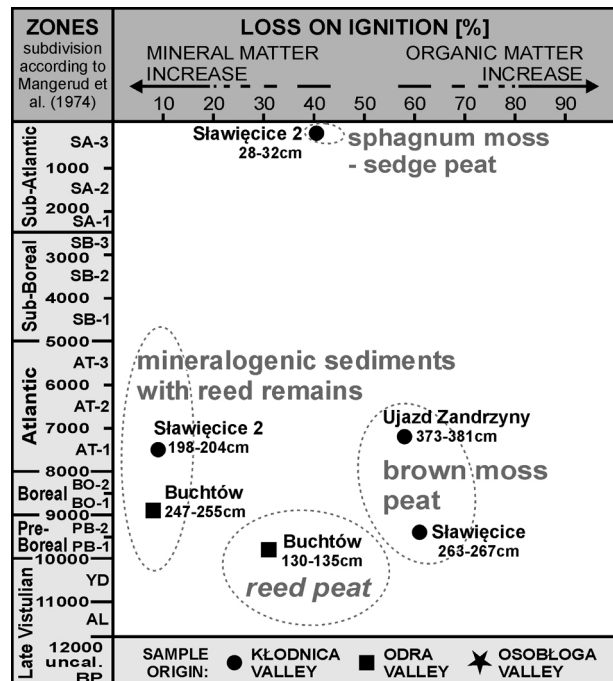 ZONES
subdivision
according to
Mangerud et
al. (1974)
LOSS ON IGNITION [%]
MINERAL MATTER
INCREASE
ORGANIC MATTER
INCREASE
10 20 30 40 50 60 70 80 90
Sub-Atlantic
SA-3
1000
SA-2
2000
SA-1
Sub-Boreal
SB-3
3000
SB-2
4000
SB-1
5000
Atlantic
AT-3
6000
AT-2
7000
AT-1
8000
Boreal
BO-2
BO-1
9000
Pre-
Boreal
PB-2
PB-1
10000
Late Vistulian
YD
11000
AL
12000
uncal.
BP
Sławięcice 2
28-32cm
sphagnum moss
- sedge peat
mineralogenic sediments
with reed remains
Sławięcice 2
198-204cm
Ujazd Zandrzyny
373-381cm
brown moss
peat
Buchtów
247-255cm
Sławięcice
263-267cm
Buchtów
130-135cm
reed peat
SAMPLE
ORIGIN:
KŁODNICA
VALLEY
ODRA
VALLEY
OSOBŁOGA
VALLEY